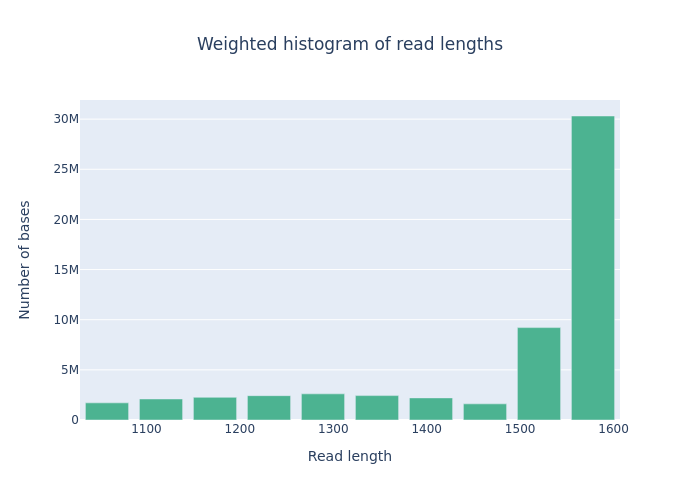 Weighted histogram of read lengths
30M
25M
20M
15M
10M
5M
0
Number of bases
1100 1200 1300 1400 1500 1600
Read length